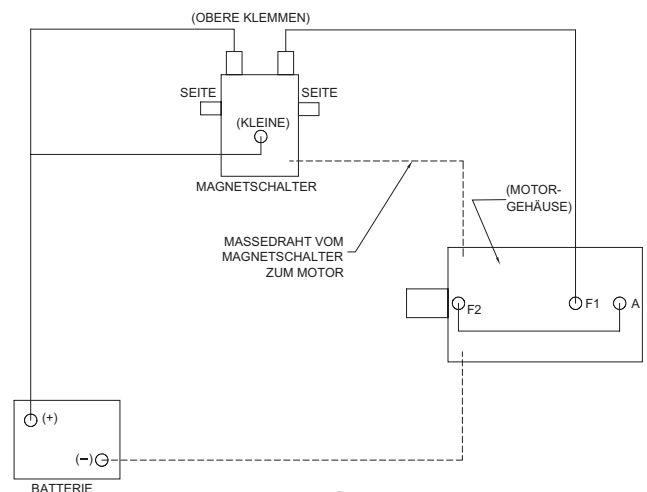 (OBERE KLEMMEN)
SEITE
SEITE
(KLEINE)
MAGNETSCHALTER
(MOTOR-
GEHÄUSE)
MASSEDRAHT VOM
MAGNETSCHALTER
ZUM MOTOR
F2
F1
A
(+)
(−)
BATTERIE